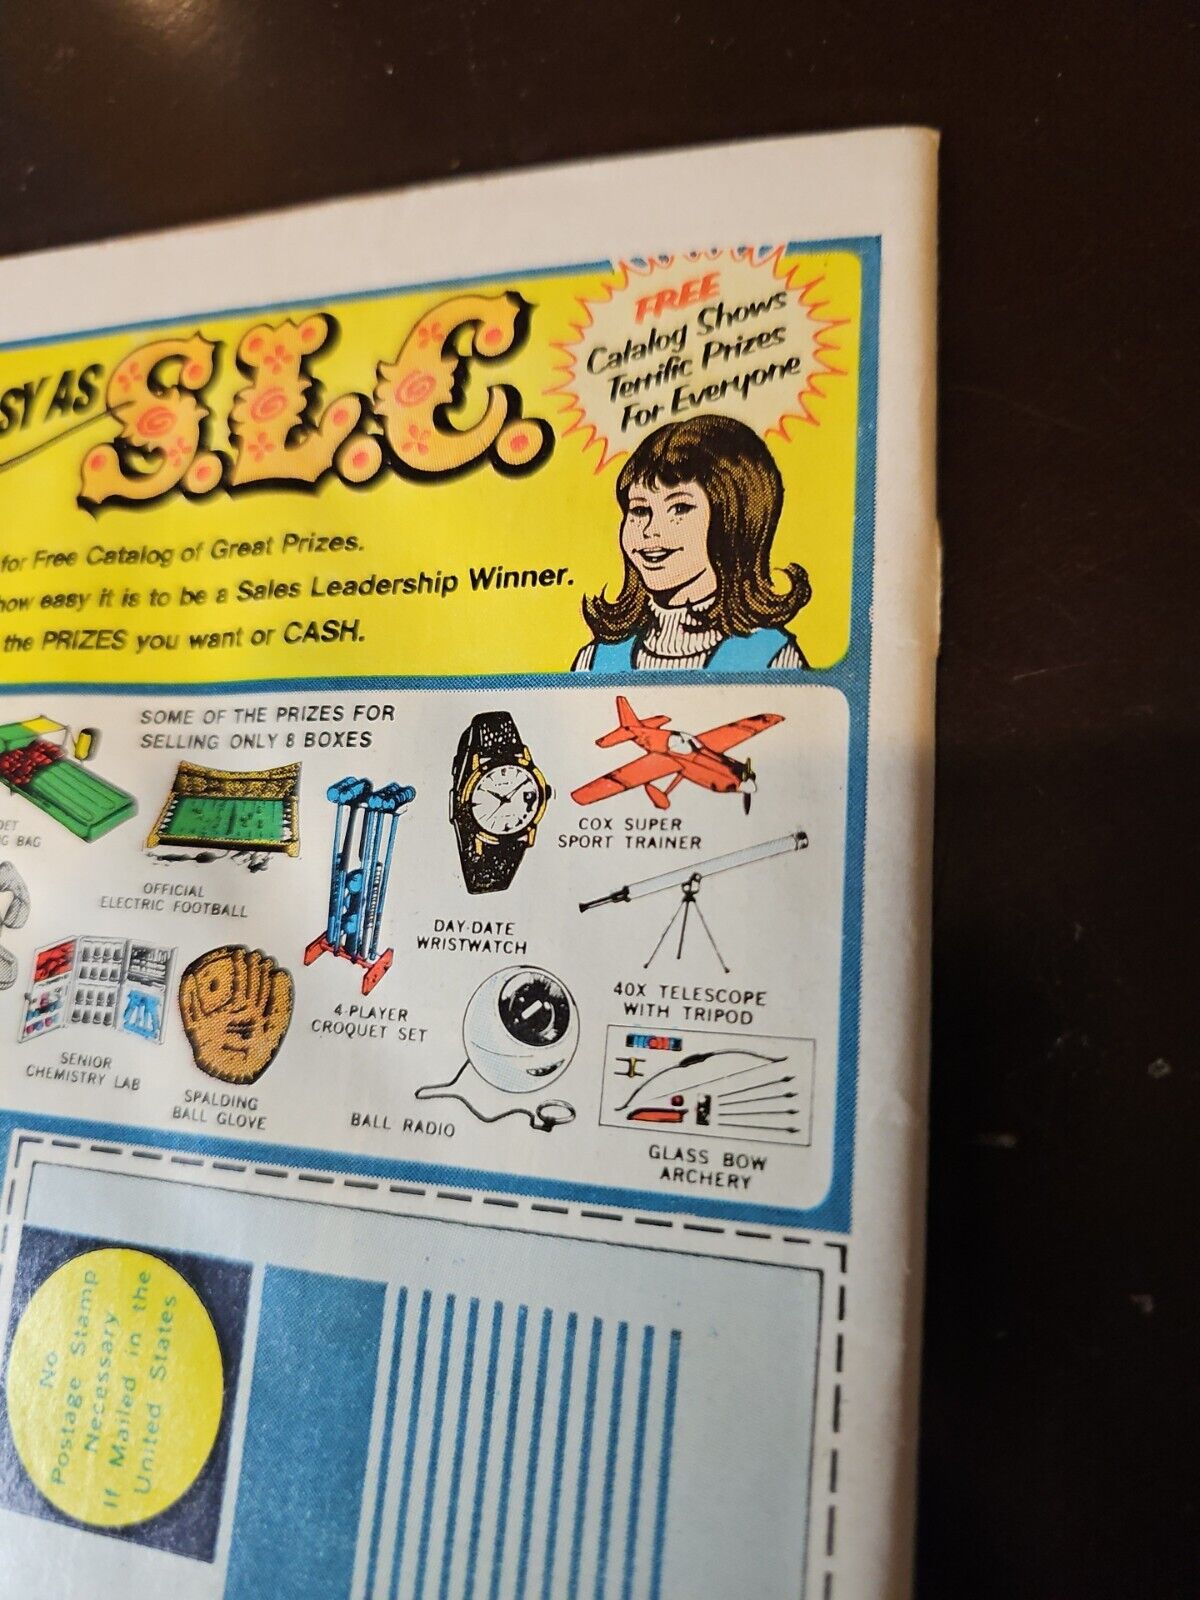 SY AS S.L.C.
FREE
Catalog Shows
Terrific Prizes
For Everyone
for Free Catalog of Great Prizes.
how easy it is to be a Sales Leadership Winner.
the PRIZES you want or CASH.
SOME OF THE PRIZES FOR
SELLING ONLY 8 BOXES
BAG
OFFICIAL
ELECTRIC FOOTBALL
4-PLAYER
CROQUET SET
DAY-DATE
WRISTWATCH
COX SUPER
SPORT TRAINER
40X TELESCOPE
WITH TRIPOD
SENIOR
CHEMISTRY LAB
SPALDING
BALL GLOVE
BALL RADIO
GLASS BOW
ARCHERY
No
Postage Stamp
Necessary
If Mailed in the
United States